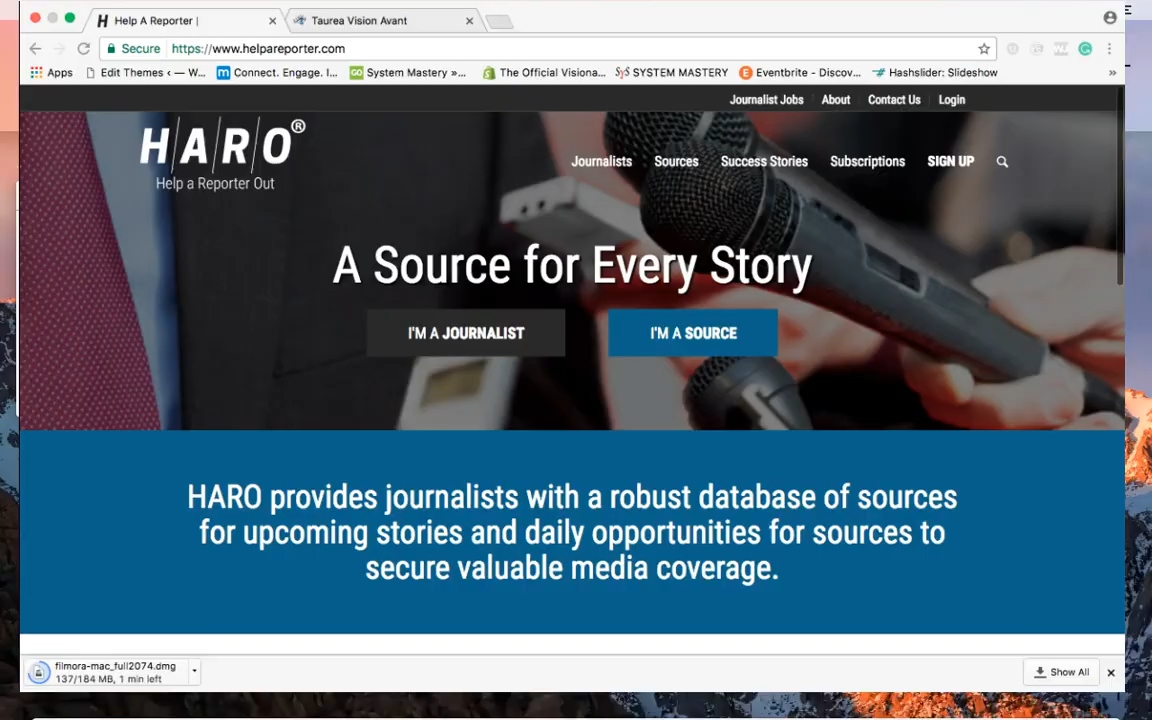 Help A Reporter |
Taurea Vision Avant
Secure https://www.helpareporter.com
Apps Edit Themes ‹ — W... Connect. Engage. I... GO System Mastery »... The Official Visiona... SYS SYSTEM MASTERY Eventbrite - Discov... Hashslider: Slideshow »
Journalist Jobs About Contact Us Login
H/A/R/O®
Help a Reporter Out
Journalists Sources Success Stories Subscriptions SIGN UP
A Source for Every Story
I'M A JOURNALIST I'M A SOURCE
HARO provides journalists with a robust database of sources
for upcoming stories and daily opportunities for sources to
secure valuable media coverage.
filmora-mac_full2074.dmg
137/184 MB, 1 min left
Show All